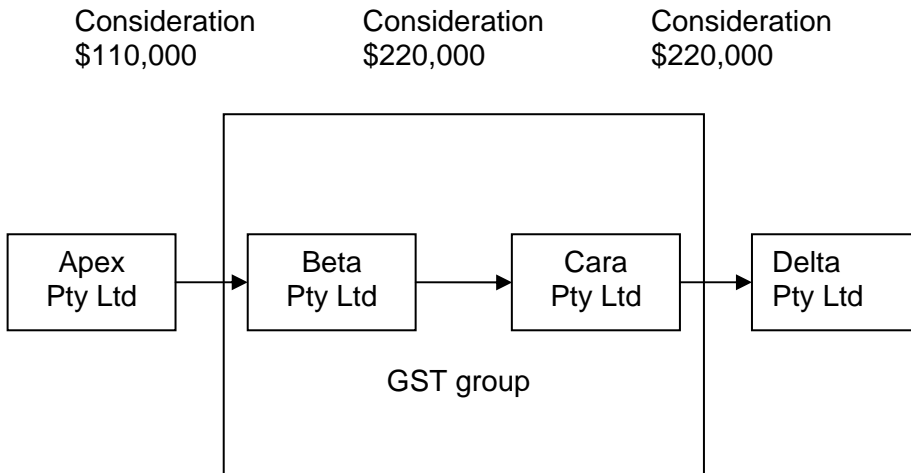 Consideration
$110,000
Consideration
$220,000
Consideration
$220,000
Apex
Pty Ltd
Beta
Pty Ltd
Cara
Pty Ltd
Delta
Pty Ltd
GST group